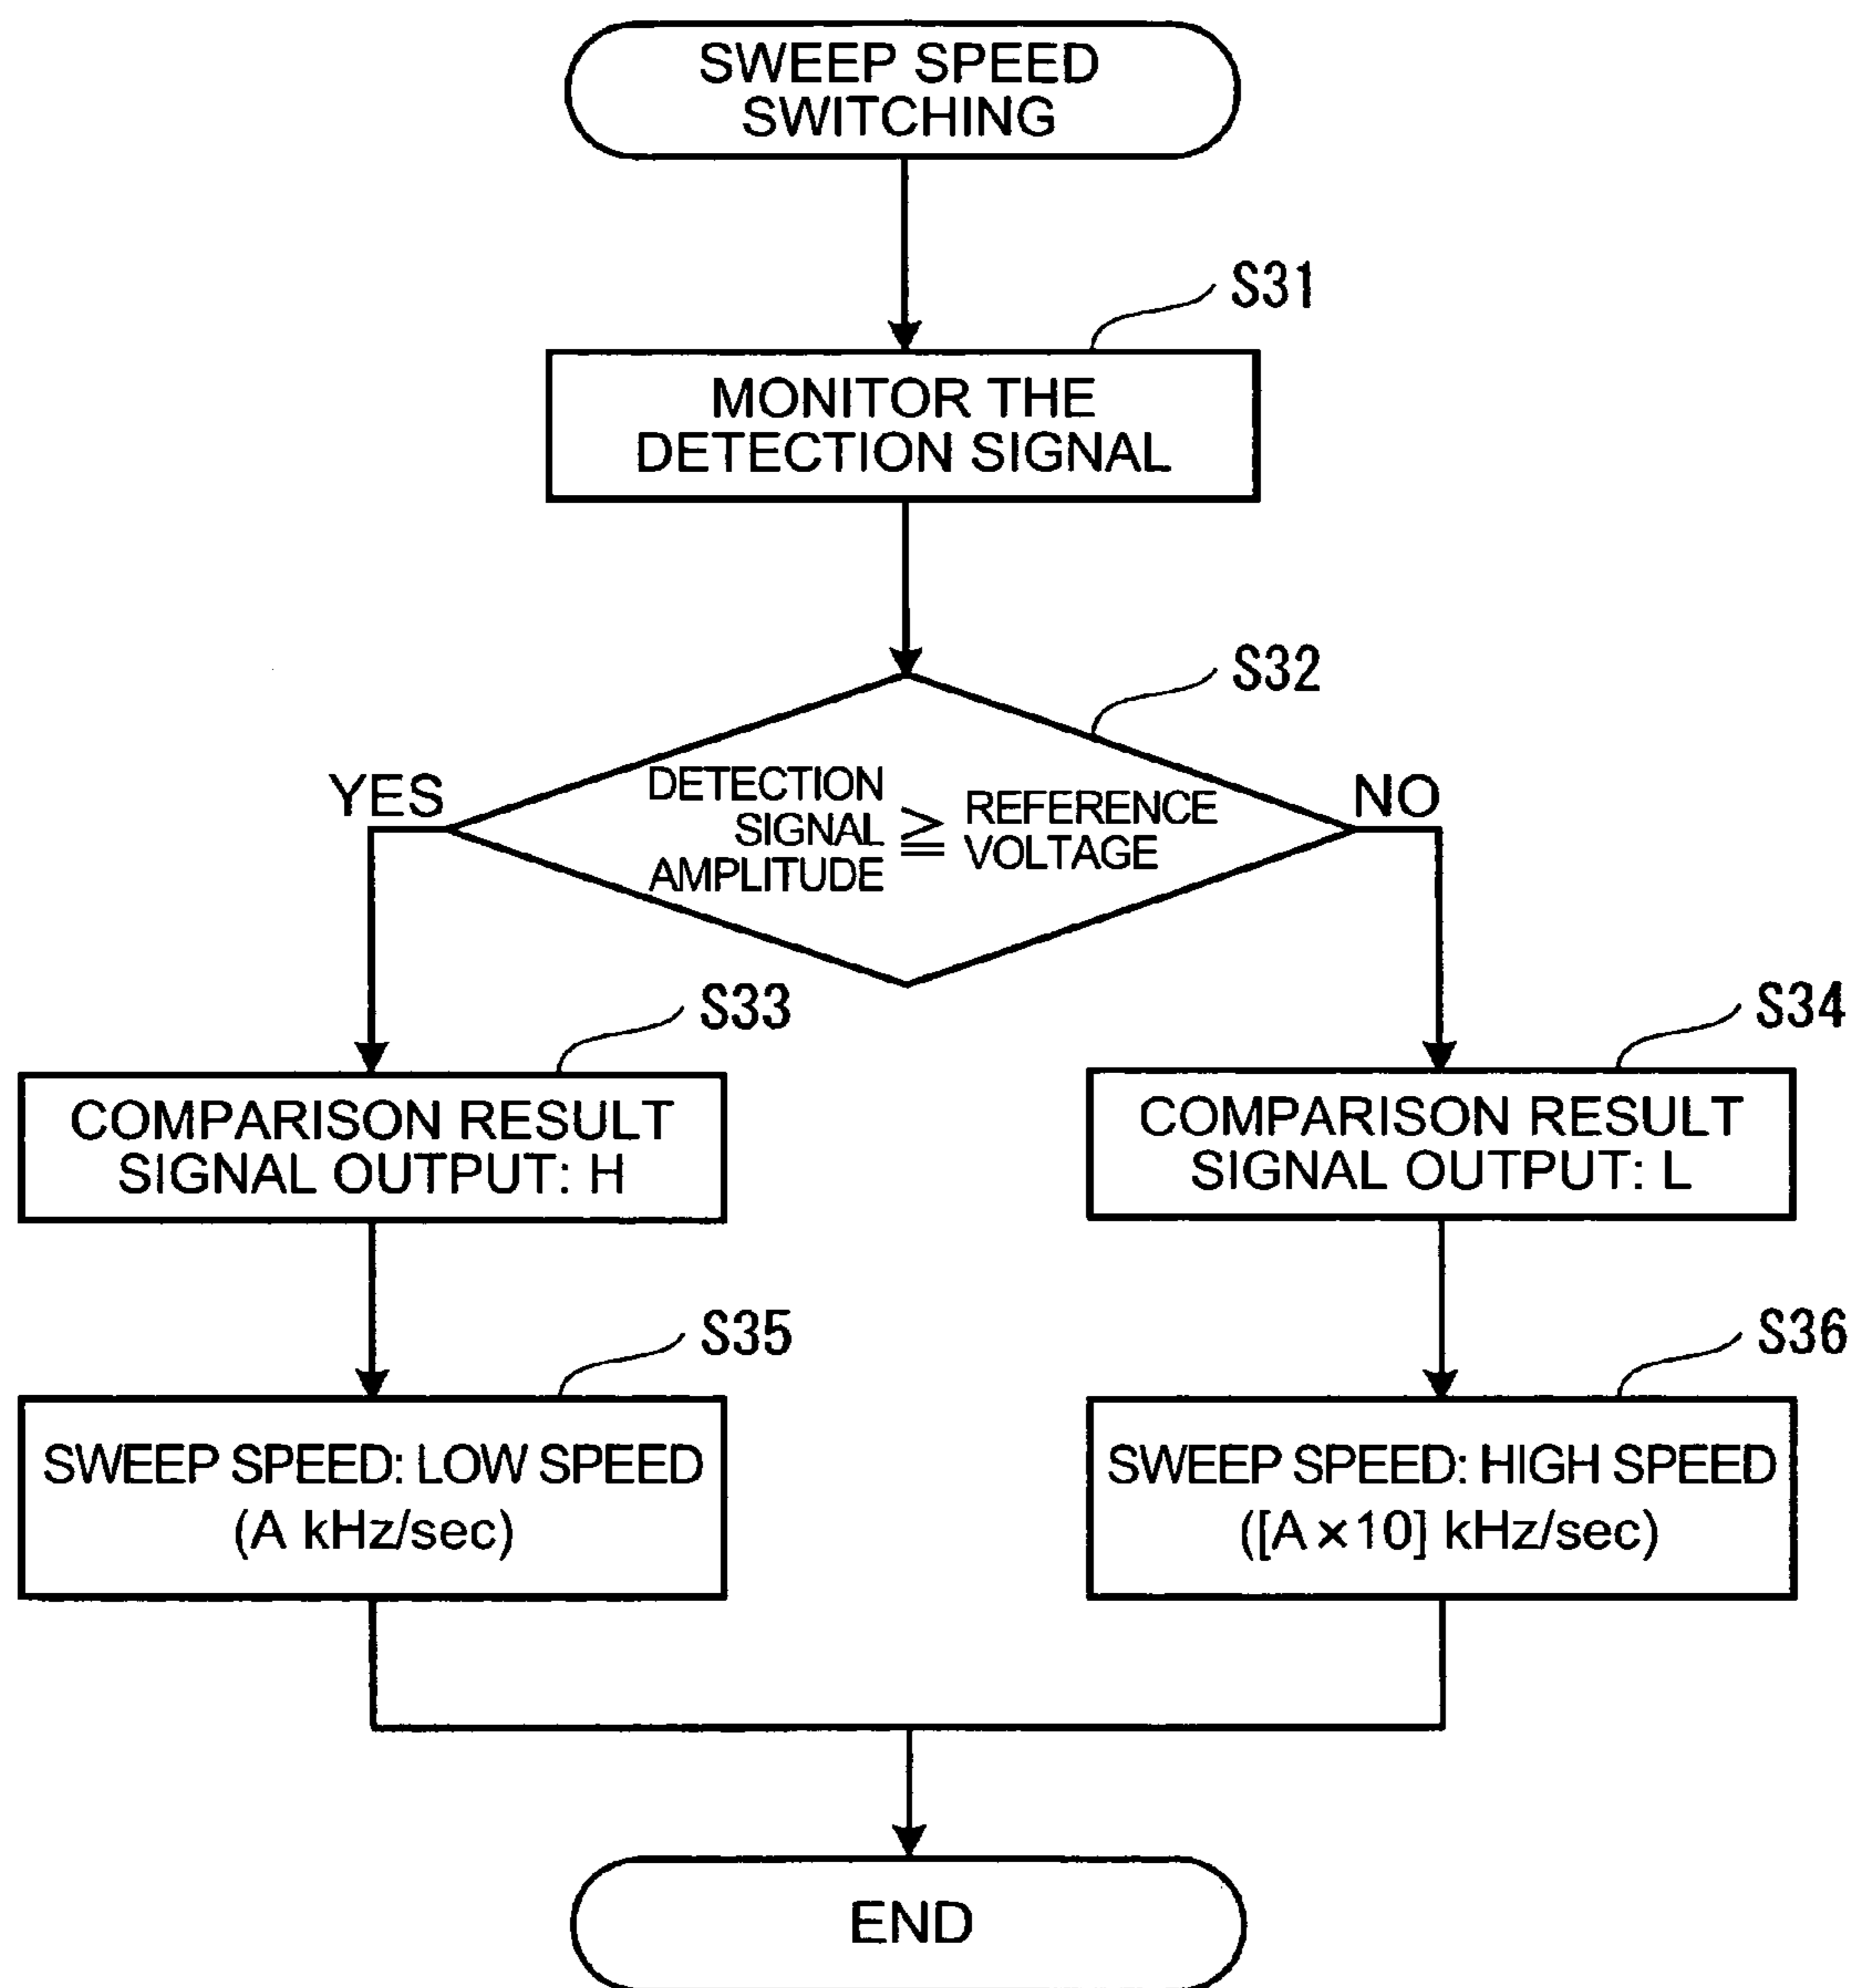 SWEEP SPEED
SWITCHING
S31
MONITOR THE
DETECTION SIGNAL
S32
YES
DETECTION
SIGNAL
AMPLITUDE
≧
REFERENCE
VOLTAGE
NO
S33
COMPARISON RESULT
SIGNAL OUTPUT: H
S34
COMPARISON RESULT
SIGNAL OUTPUT: L
S35
SWEEP SPEED: LOW SPEED
(A kHz/sec)
S36
SWEEP SPEED: HIGH SPEED
([A ×10] kHz/sec)
END